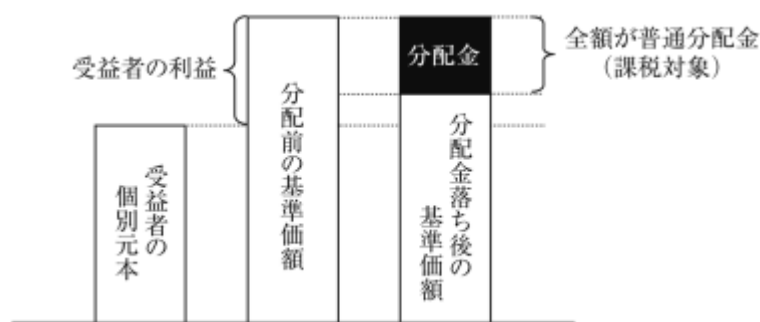 受益者の利益
受益者の
個別元本
分配前の基準価額
分配金
分配金落ち後の
基準価額
全額が普通分配金
（課税対象）